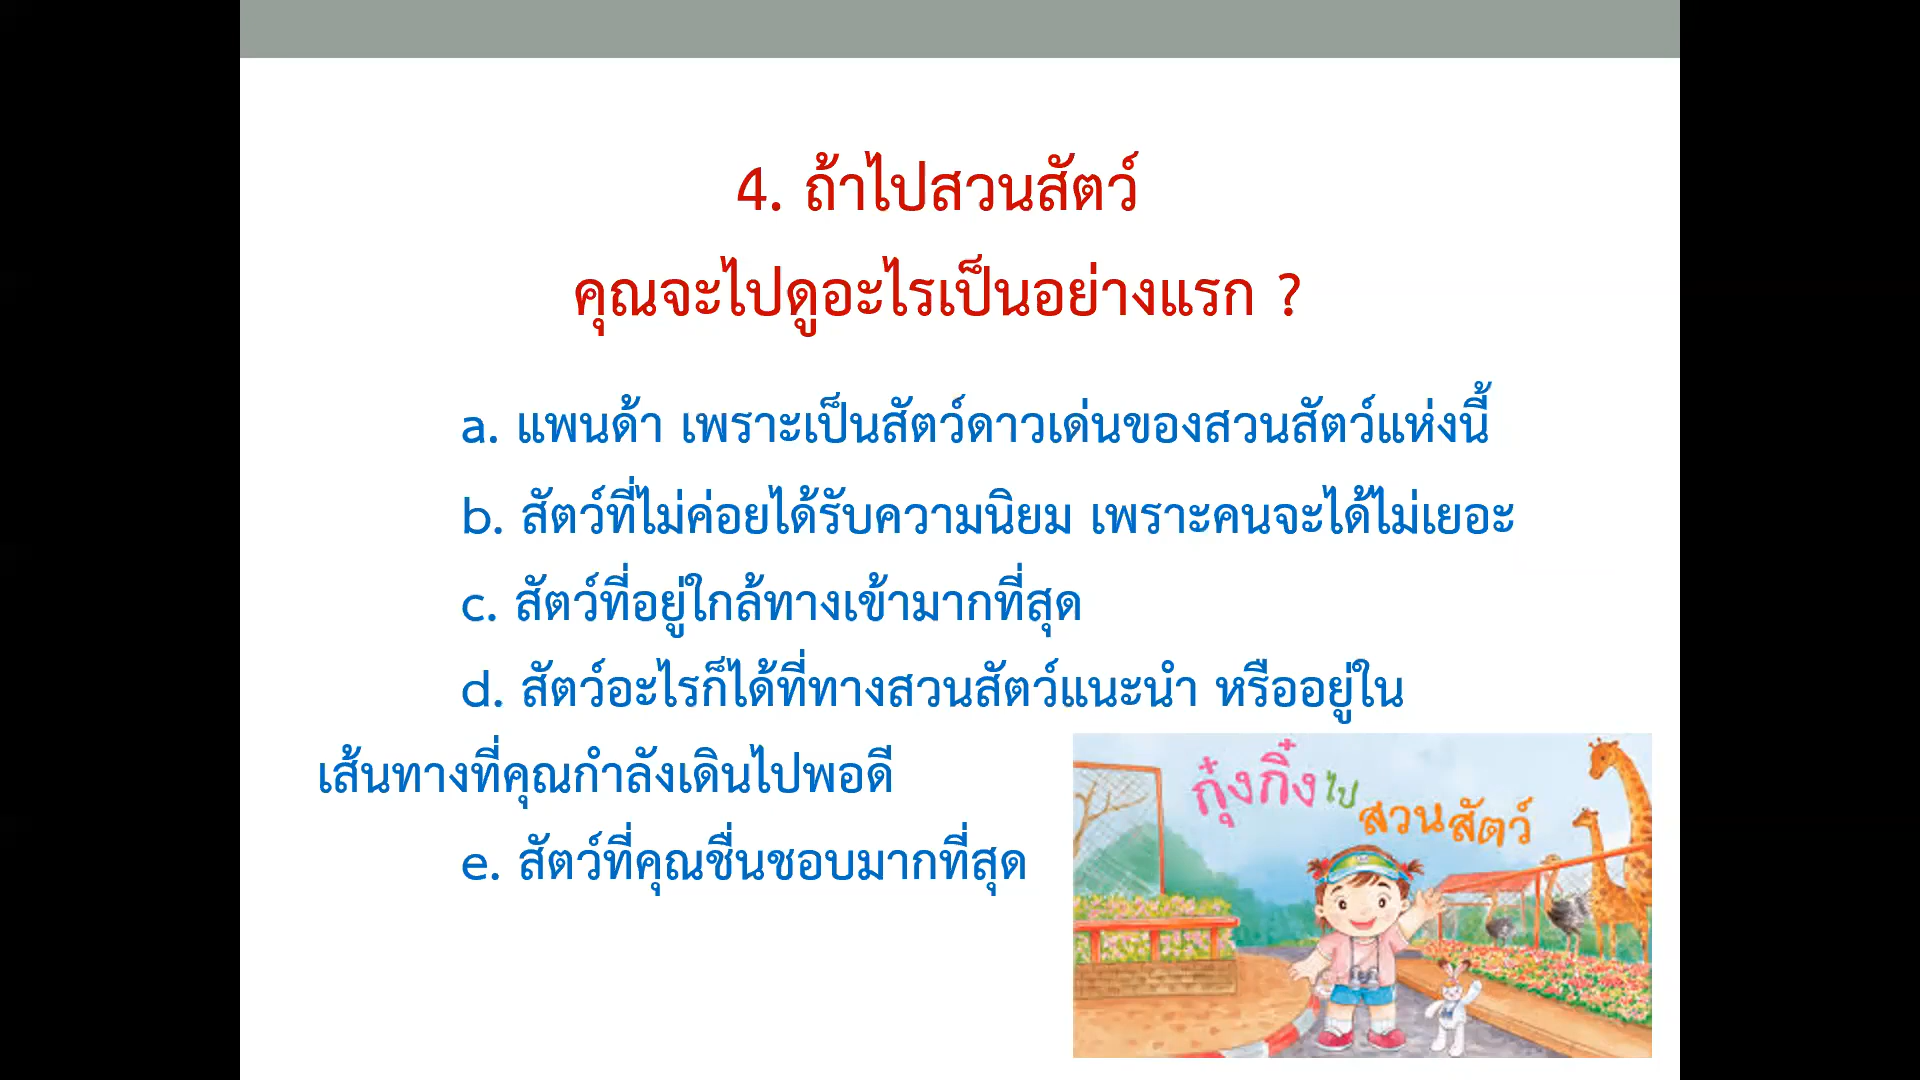 4. ถ้าไปสวนสัตว์
คุณจะไปดูอะไรเป็นอย่างแรก ?
a. แพนด้า เพราะเป็นสัตว์ดาวเด่นของสวนสัตว์แห่งนี้
b. สัตว์ที่ไม่ค่อยได้รับความนิยม เพราะคนจะได้ไม่เยอะ
c. สัตว์ที่อยู่ใกล้ทางเข้ามากที่สุด
d. สัตว์อะไรก็ได้ที่ทางสวนสัตว์แนะนำ หรืออยู่ใน
เส้นทางที่คุณกำลังเดินไปพอดี
e. สัตว์ที่คุณชื่นชอบมากที่สุด
กุ๋งกิ๋งไปสวนสัตว์